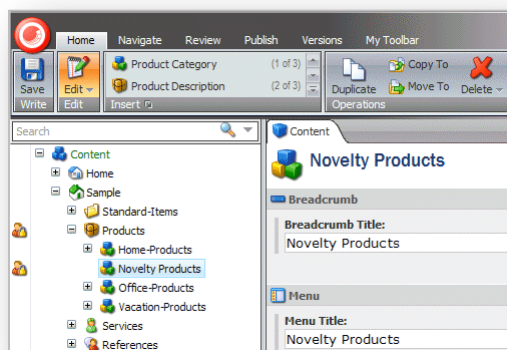 Home Navigate Review Publish Versions My Toolbar
Product Category (1 of 3)
Product Description (2 of 3)
Save
Write
Edit
Edit
Insert
Duplicate
Copy To
Move To
Delete
Operations
Search
Content
Home
Sample
Standard-Items
Products
Home-Products
Novelty Products
Office-Products
Vacation-Products
Services
References
Content
Novelty Products
Breadcrumb
Breadcrumb Title:
Novelty Products
Menu
Menu Title:
Novelty Products